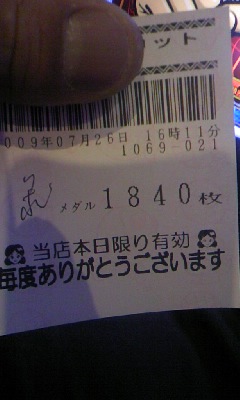 ロット
009年07月26日 16時11分
1069-021
メダル 1840枚
当店本日限り有効
毎度ありがとうございます